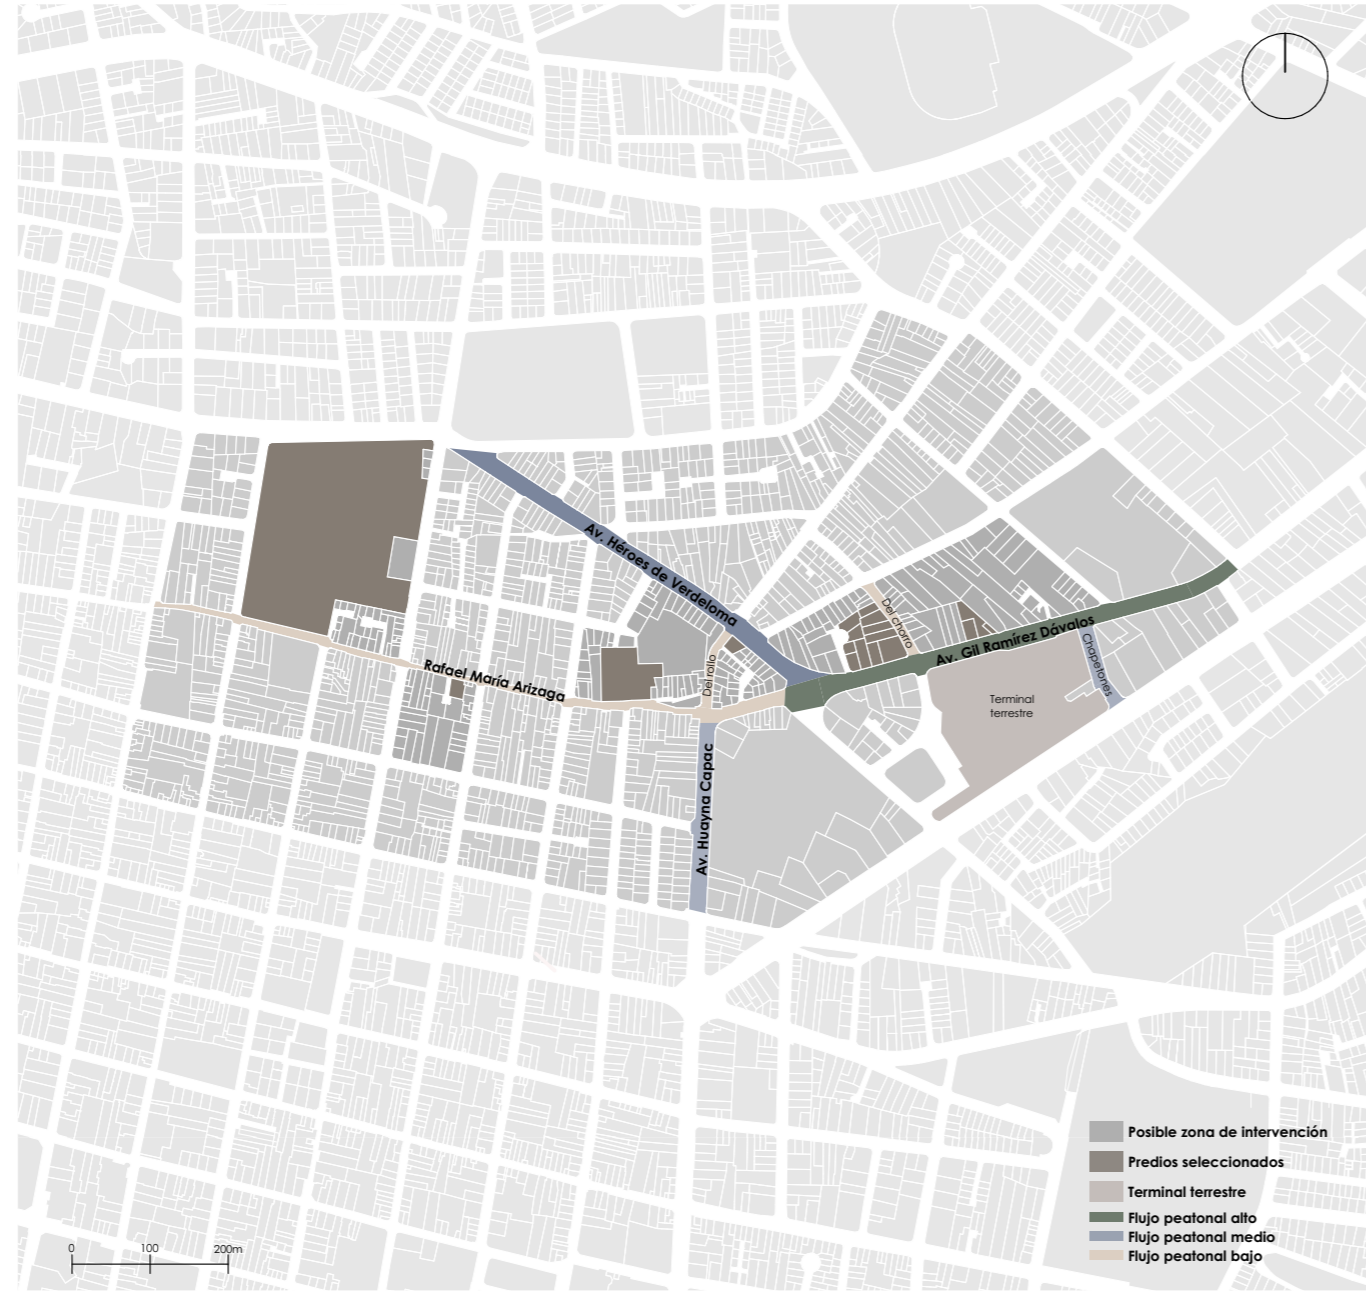 Av. Héroes de Verdeloma
Del chorro
Av. Gil Ramírez Dávalos
Chapetones
Rafael María Arizaga
Del rollo
Terminal
terrestre
Av. Huayna Capac
Posible zona de intervención
Predios seleccionados
Terminal terrestre
Flujo peatonal alto
Flujo peatonal medio
Flujo peatonal bajo
0 100 200m